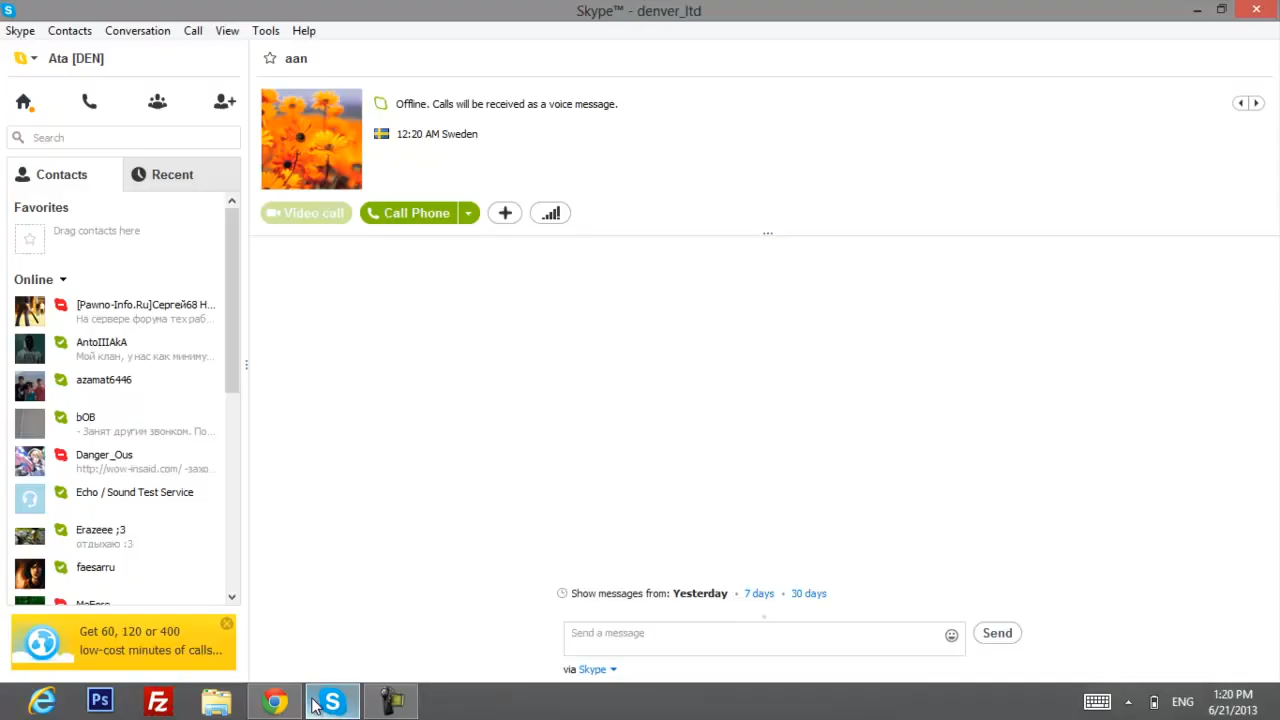 Skype™ - denver_ltd
Skype Contacts Conversation Call View Tools Help
Ata [DEN]
aan
Offline. Calls will be received as a voice message.
12:20 AM Sweden
Search
Contacts Recent
Video call Call Phone
Favorites
Drag contacts here
Online
[Pawno-Info.Ru]Сергей68 Н...
На сервере форума тех раб...
AntoIIIAkA
Мой клан, у нас как миниму...
azamat6446
bOB
- Занят другим звонком. По...
Danger_Ous
http://wow-insaid.com/ -захо...
Echo / Sound Test Service
Erazeee ;3
отдыхаю :3
faesarru
Show messages from: Yesterday • 7 days • 30 days
Send a message
Send
via Skype
Get 60, 120 or 400
low-cost minutes of calls...
Ps
Fz
ENG
1:20 PM
6/21/2013